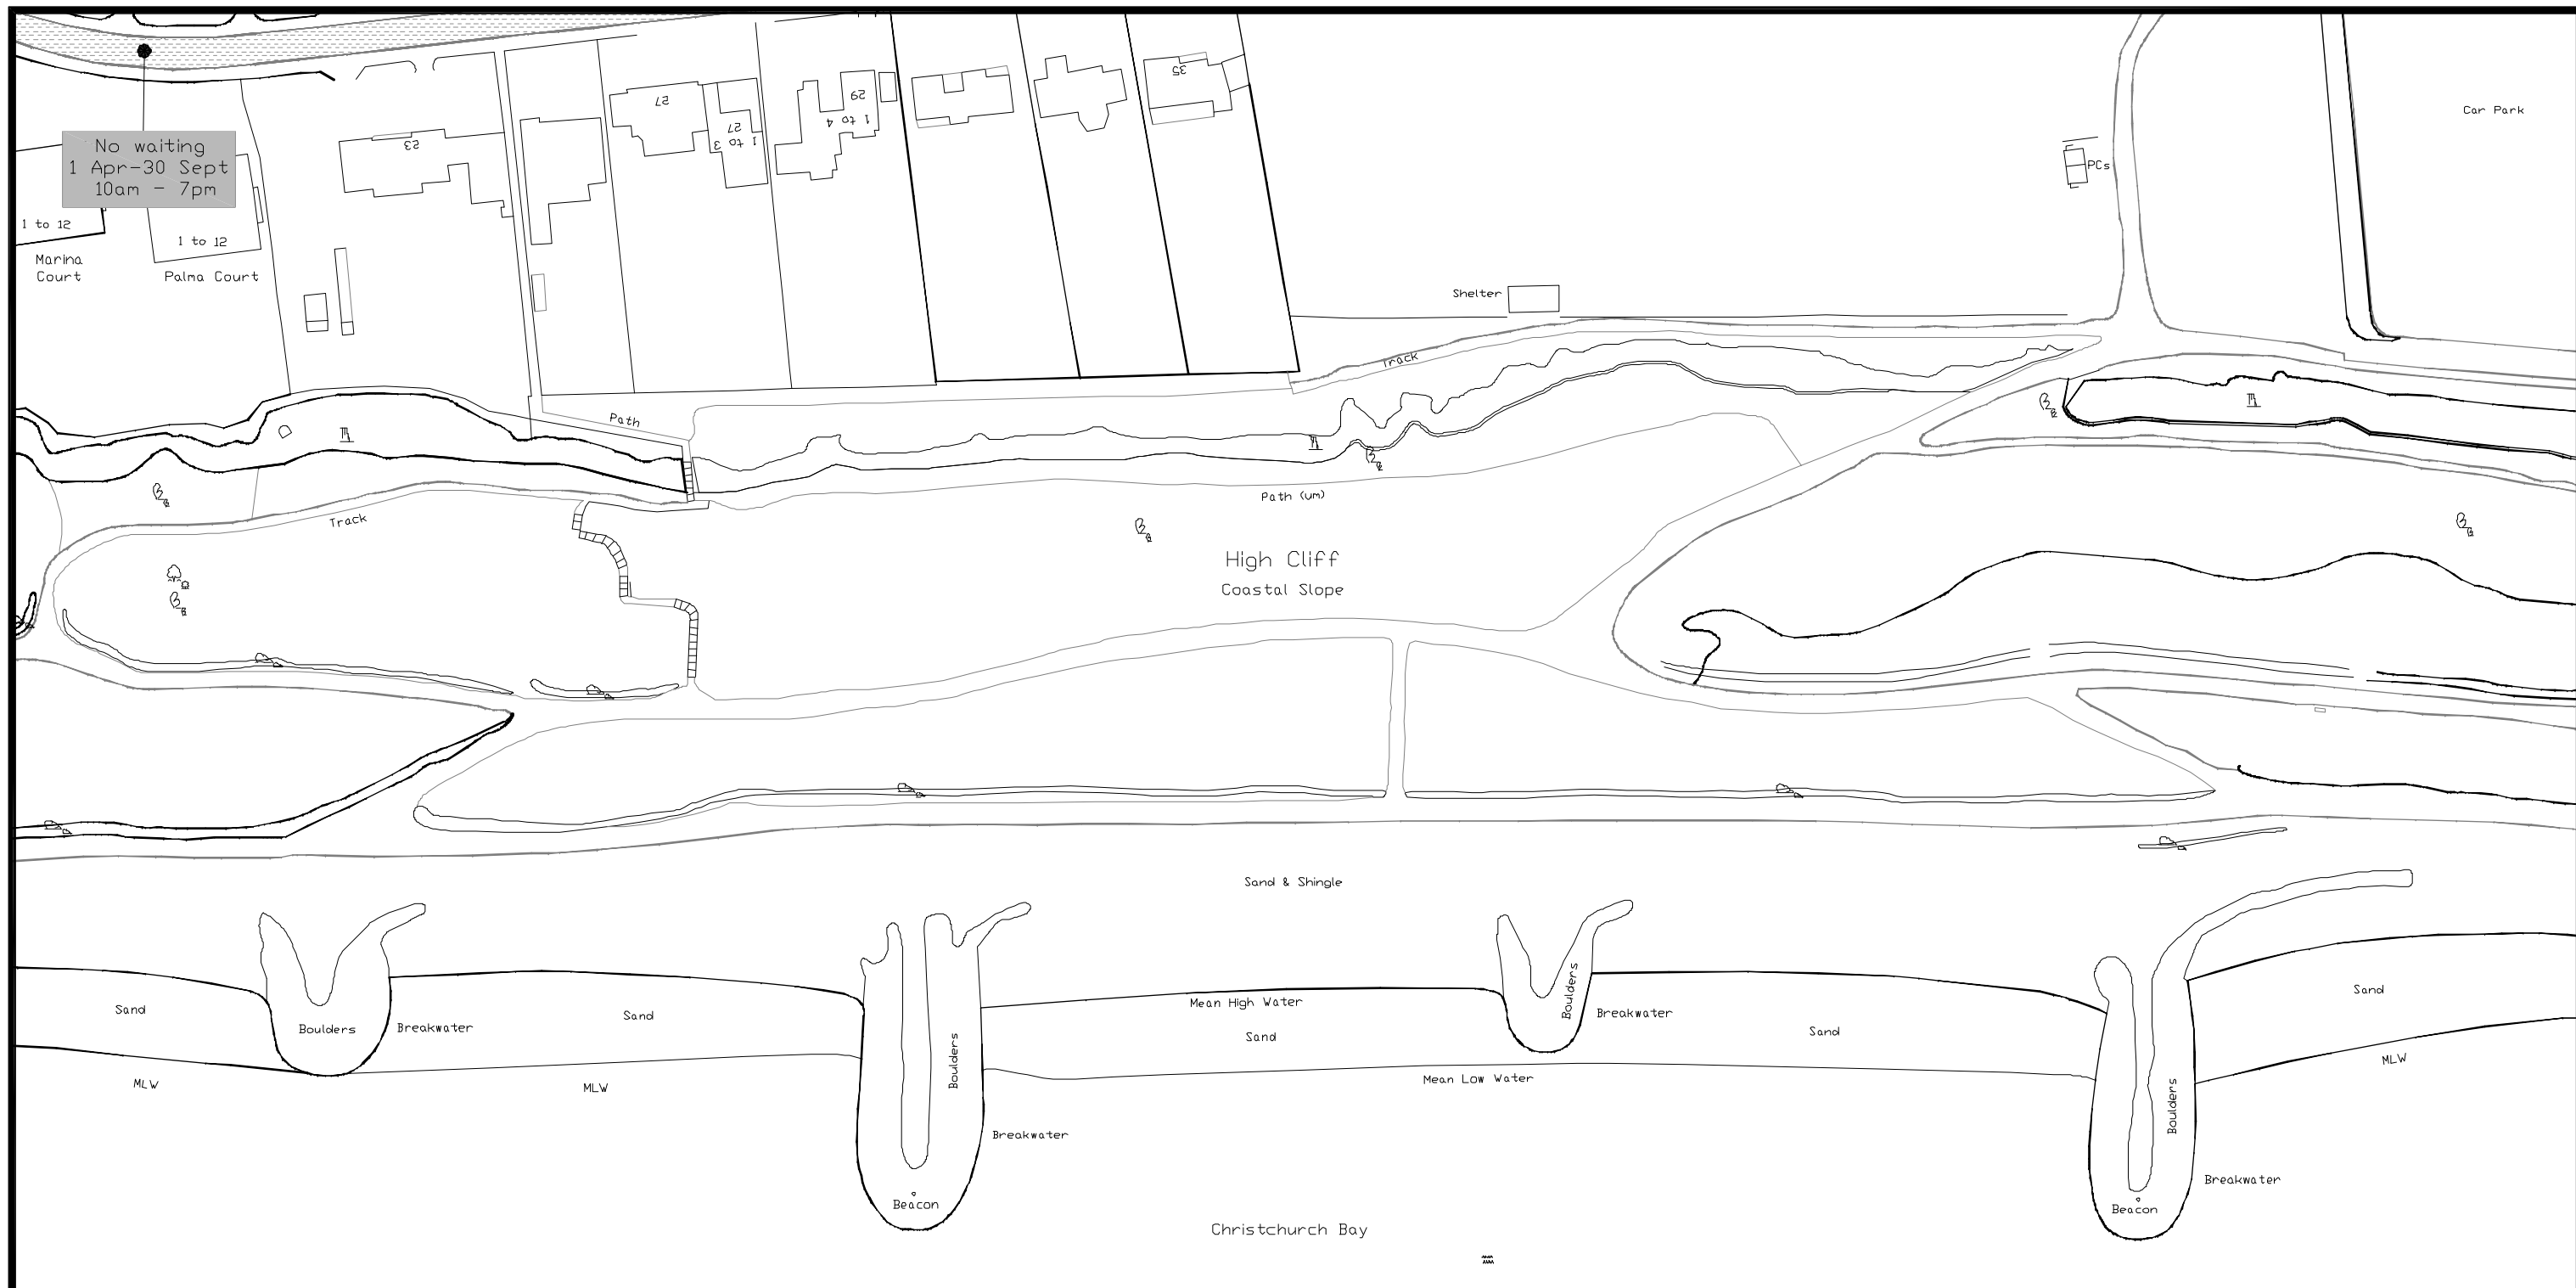 No waiting
1 Apr-30 Sept
10am - 7pm
1 to 12
Marina
Court
1 to 12
Palma Court
23
27
1 to 3
27
29
1 to 4
35
Car Park
PCs
Shelter
Track
Path
Path (um)
Track
High Cliff
Coastal Slope
Sand & Shingle
Sand
Boulders
Breakwater
Sand
Boulders
Mean High Water
Sand
Boulders
Breakwater
Sand
Sand
MLW
MLW
Mean Low Water
MLW
Boulders
Breakwater
Breakwater
Beacon
Beacon
Christchurch Bay